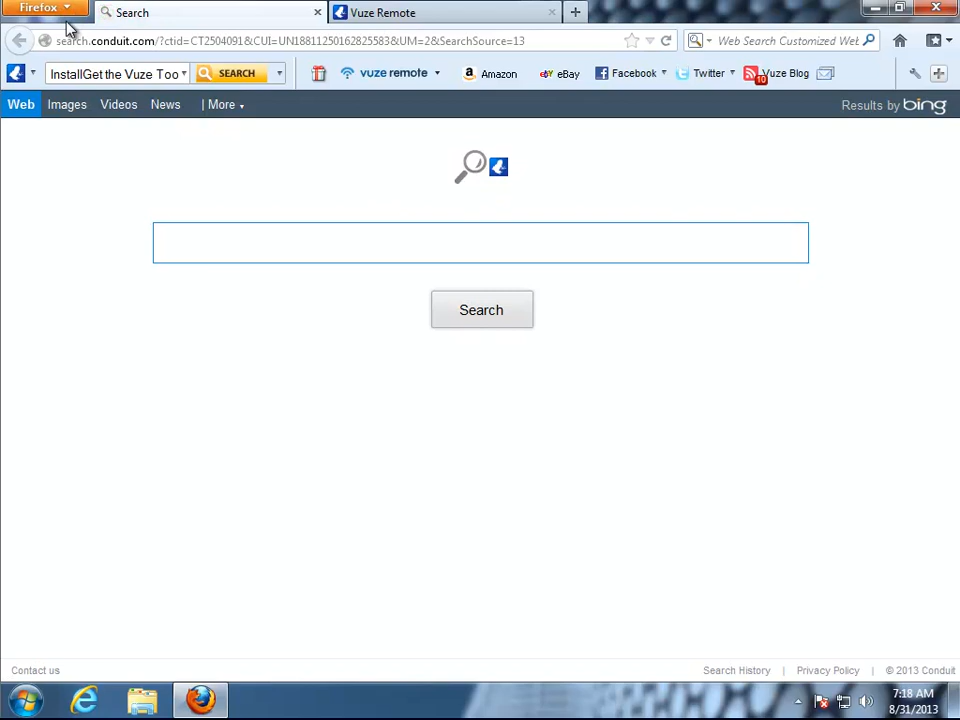 Firefox
Search
Vuze Remote
search.conduit.com/?ctid=CT2504091&CUI=UN18811250162825583&UM=2&SearchSource=13
Web Search Customized Web
InstallGet the Vuze Too
SEARCH
vuze remote
Amazon
eBay
Facebook
Twitter
10
Vuze Blog
Web Images Videos News | More
Results by bing
Search
Contact us
Search History | Privacy Policy | © 2013 Conduit
7:18 AM
8/31/2013